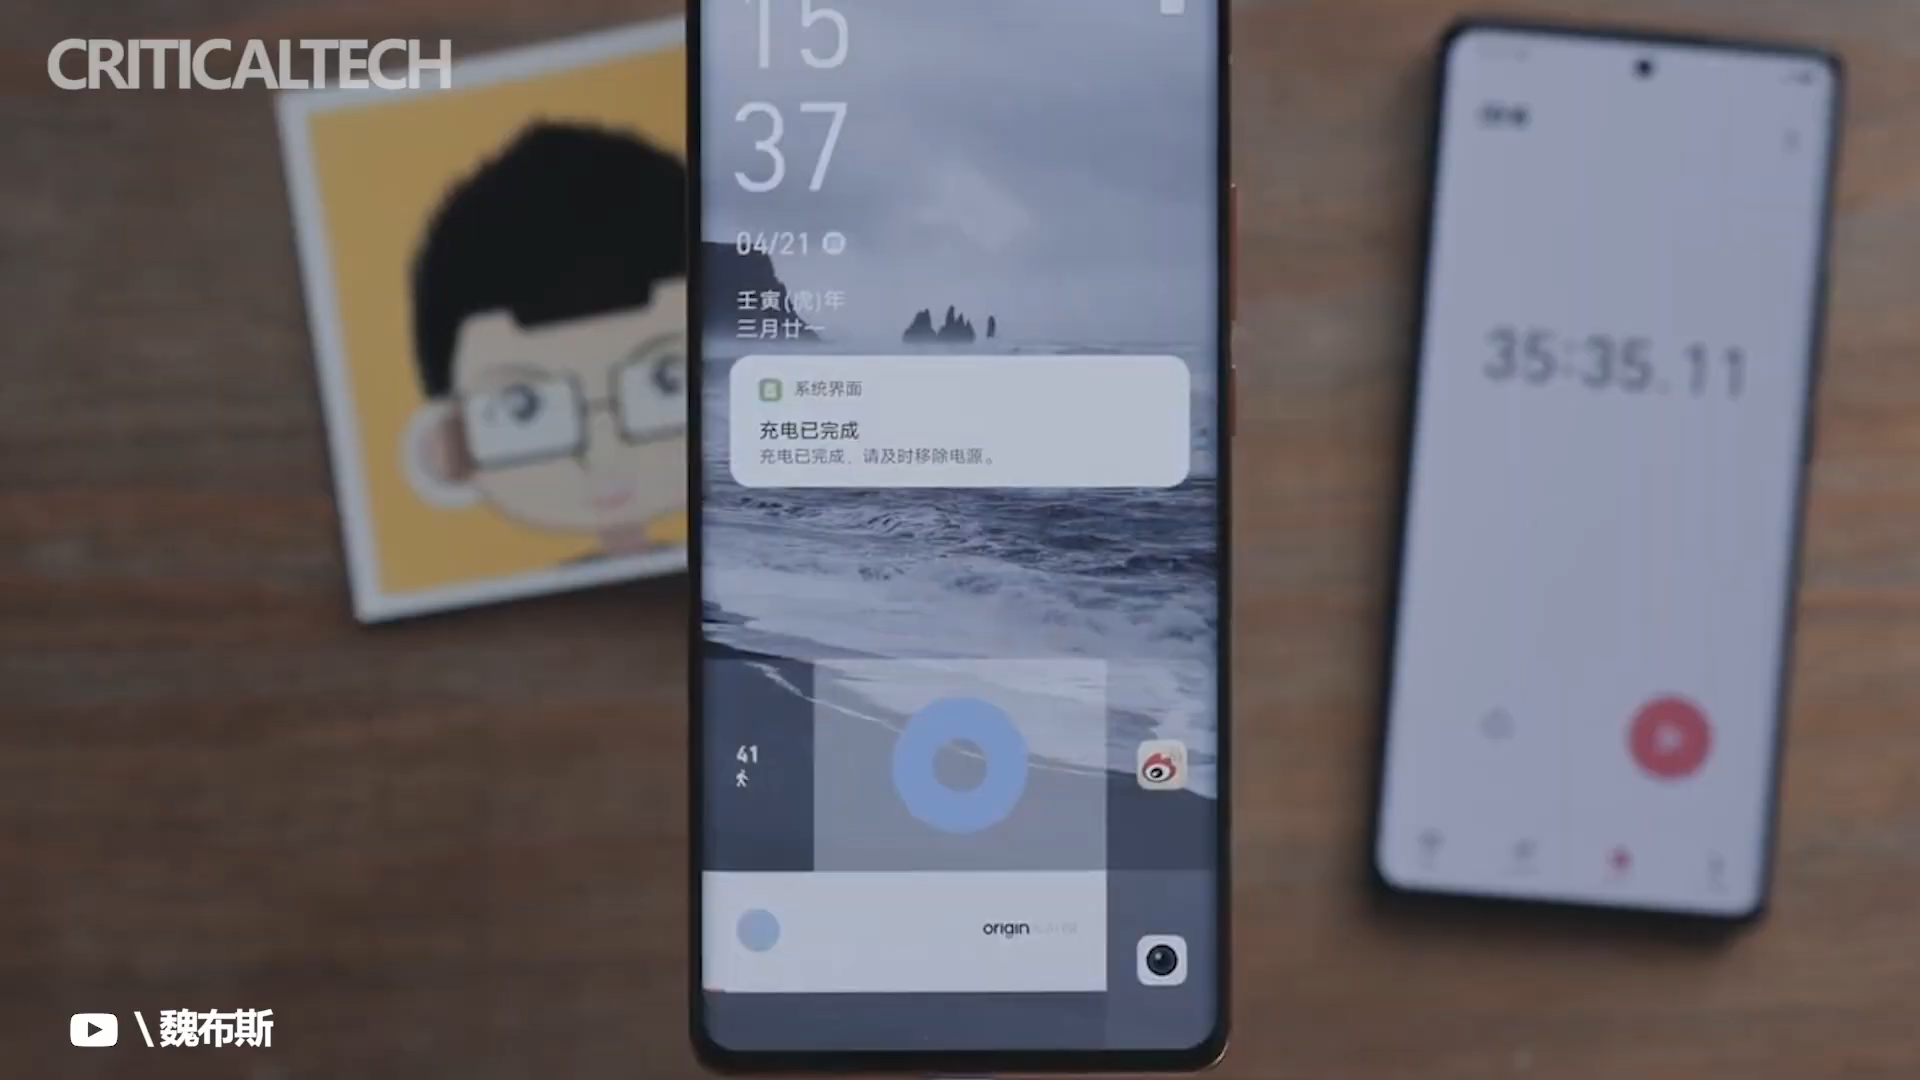 CRITICALTECH
15
37
04/21
壬寅(虎)年
三月廿一
系统界面
充电已完成
充电已完成，请及时移除电源。
35:35.11
41
origin
\ 魏布斯